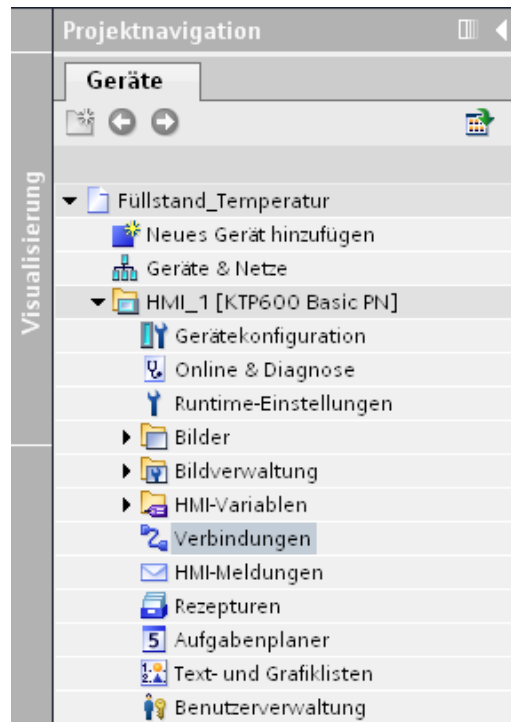 Projektnavigation
Geräte
Visualisierung
Füllstand_Temperatur
Neues Gerät hinzufügen
Geräte & Netze
HMI_1 [KTP600 Basic PN]
Gerätekonfiguration
Online & Diagnose
Runtime-Einstellungen
Bilder
Bildverwaltung
HMI-Variablen
Verbindungen
HMI-Meldungen
Rezepturen
Aufgabenplaner
Text- und Grafiklisten
Benutzerverwaltung